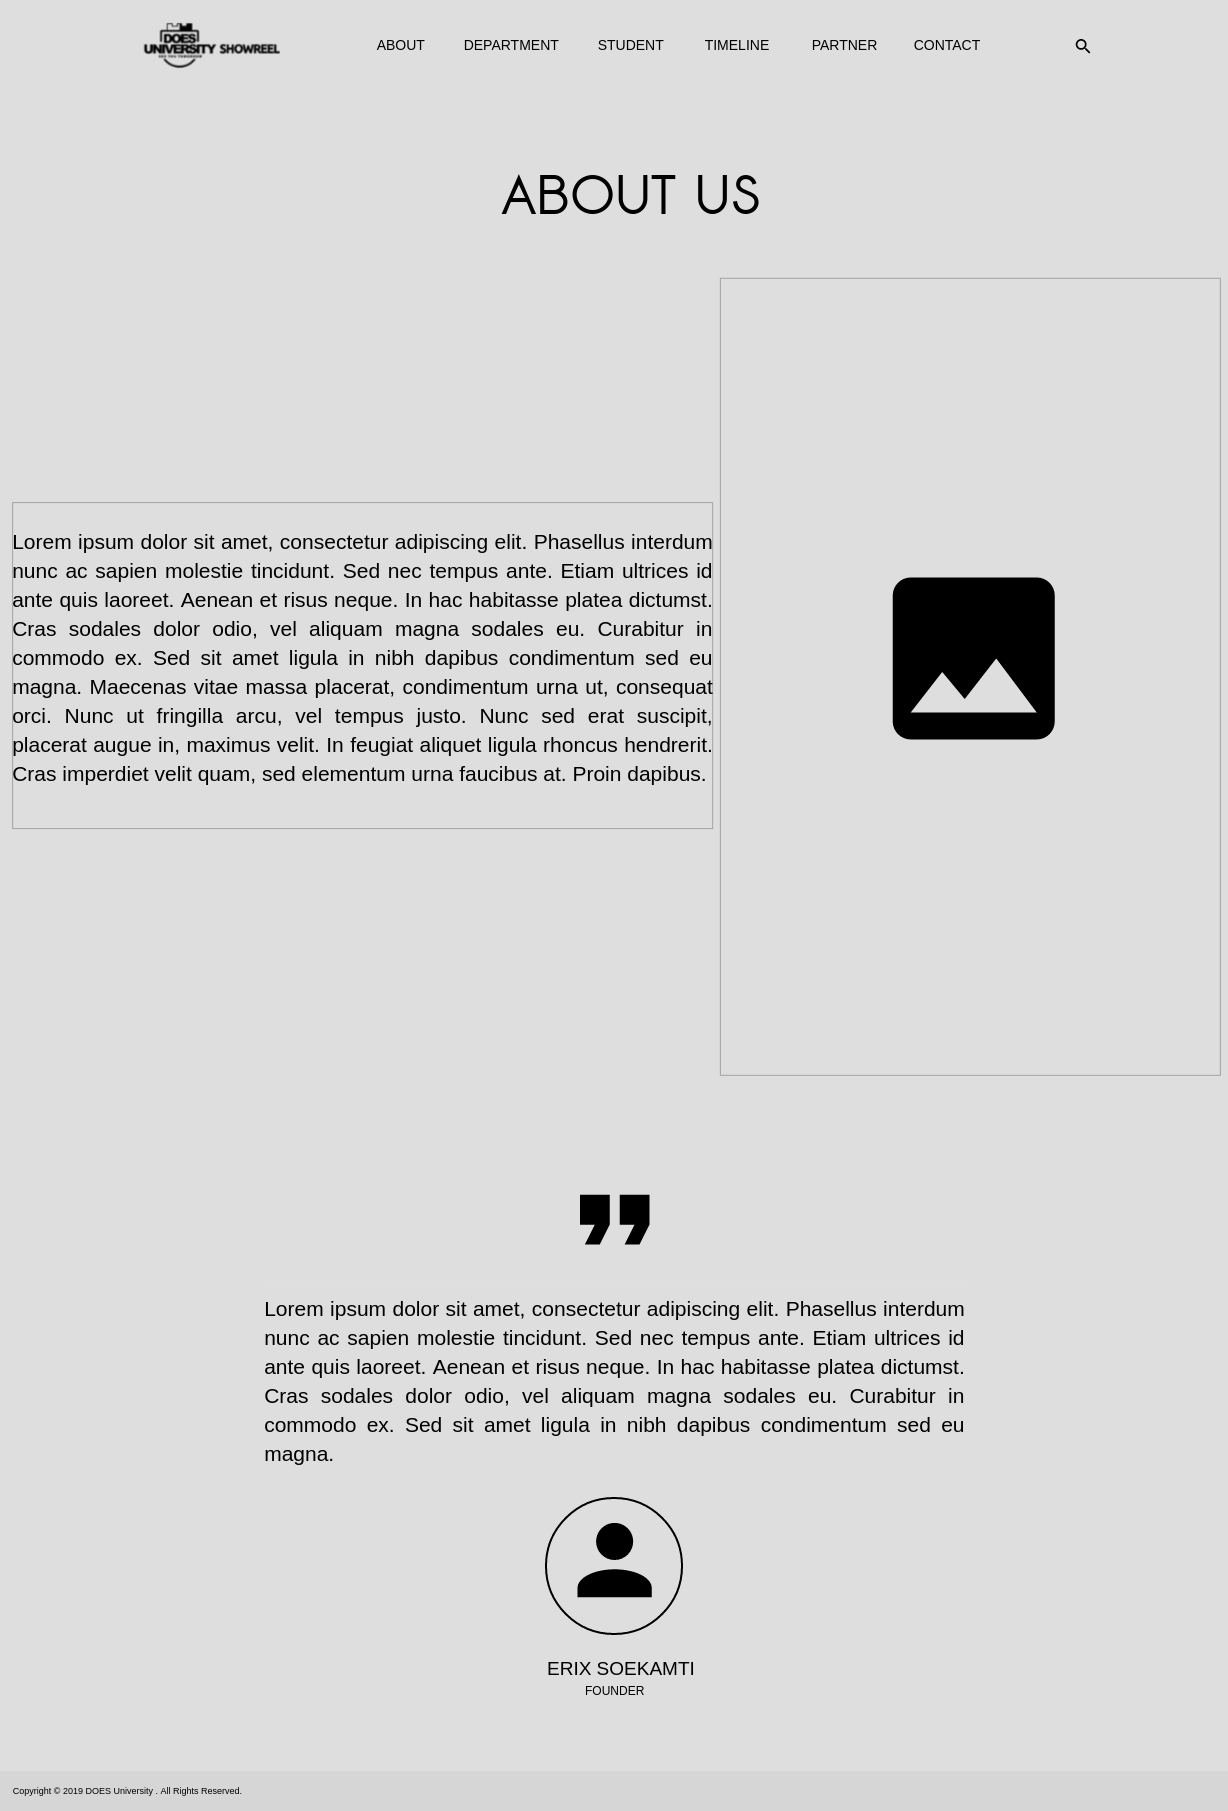 DOES
UNIVERSITY SHOWREEL
ABOUT DEPARTMENT STUDENT TIMELINE PARTNER CONTACT
ABOUT US
Lorem ipsum dolor sit amet, consectetur adipiscing elit. Phasellus interdum
nunc ac sapien molestie tincidunt. Sed nec tempus ante. Etiam ultrices id
ante quis laoreet. Aenean et risus neque. In hac habitasse platea dictumst.
Cras sodales dolor odio, vel aliquam magna sodales eu. Curabitur in
commodo ex. Sed sit amet ligula in nibh dapibus condimentum sed eu
magna. Maecenas vitae massa placerat, condimentum urna ut, consequat
orci. Nunc ut fringilla arcu, vel tempus justo. Nunc sed erat suscipit,
placerat augue in, maximus velit. In feugiat aliquet ligula rhoncus hendrerit.
Cras imperdiet velit quam, sed elementum urna faucibus at. Proin dapibus.
Lorem ipsum dolor sit amet, consectetur adipiscing elit. Phasellus interdum
nunc ac sapien molestie tincidunt. Sed nec tempus ante. Etiam ultrices id
ante quis laoreet. Aenean et risus neque. In hac habitasse platea dictumst.
Cras sodales dolor odio, vel aliquam magna sodales eu. Curabitur in
commodo ex. Sed sit amet ligula in nibh dapibus condimentum sed eu
magna.
ERIX SOEKAMTI
FOUNDER
Copyright © 2019 DOES University . All Rights Reserved.